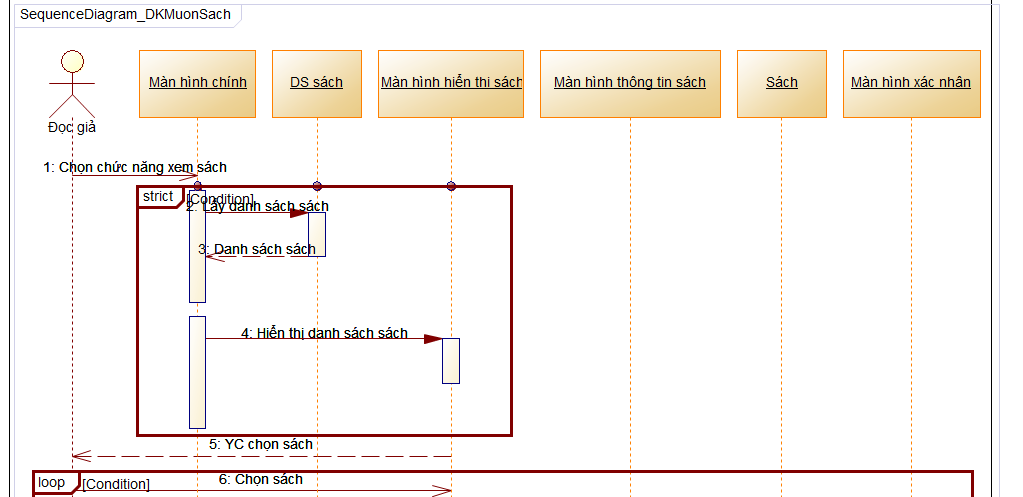 SequenceDiagram_DKMuonSach
Đọc giả
Màn hình chính
DS sách
Màn hình hiển thi sách
Màn hình thông tin sách
Sách
Màn hình xác nhân
1: Chọn chức năng xem sách
strict
[Condition]
2: Lấy danh sách sách
3: Danh sách sách
4: Hiển thị danh sách sách
5: YC chọn sách
loop
[Condition]
6: Chọn sách